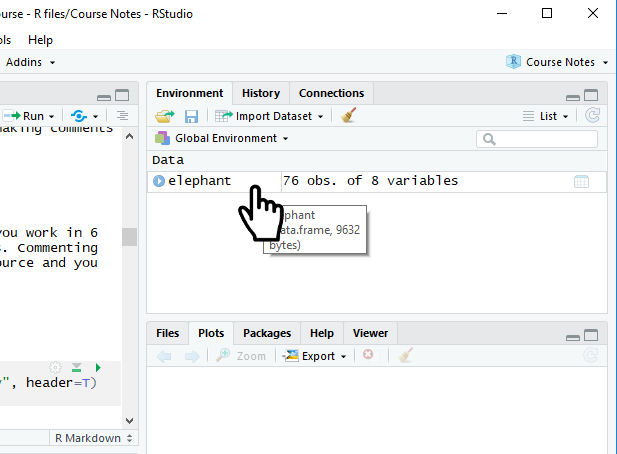 ourse - R files/Course Notes - RStudio
ols Help
Addins
Course Notes
Environment History Connections
Run
Import Dataset
List
making comments
Global Environment
Data
elephant 76 obs. of 8 variables
phant
ata.frame, 9632
bytes)
you work in 6
s. Commenting
ource and you
Files Plots Packages Help Viewer
Zoom Export
", header=T)
R Markdown